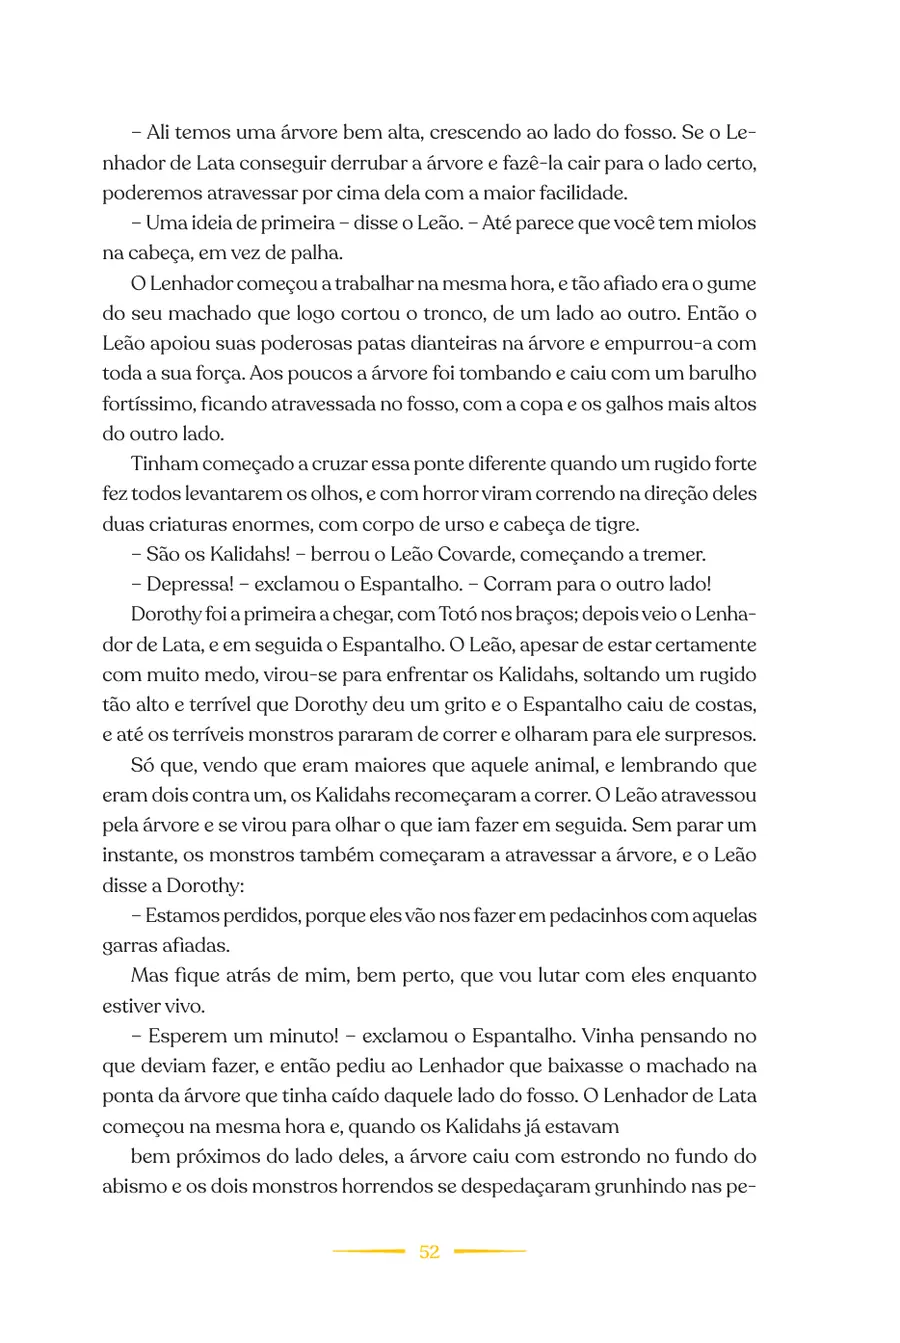 – Ali temos uma árvore bem alta, crescendo ao lado do fosso. Se o Le-
nhador de Lata conseguir derrubar a árvore e fazê-la cair para o lado certo,
poderemos atravessar por cima dela com a maior facilidade.
– Uma ideia de primeira – disse o Leão. – Até parece que você tem miolos
na cabeça, em vez de palha.
O Lenhador começou a trabalhar na mesma hora, e tão afiado era o gume
do seu machado que logo cortou o tronco, de um lado ao outro. Então o
Leão apoiou suas poderosas patas dianteiras na árvore e empurrou-a com
toda a sua força. Aos poucos a árvore foi tombando e caiu com um barulho
fortíssimo, ficando atravessada no fosso, com a copa e os galhos mais altos
do outro lado.
Tinham começado a cruzar essa ponte diferente quando um rugido forte
fez todos levantarem os olhos, e com horror viram correndo na direção deles
duas criaturas enormes, com corpo de urso e cabeça de tigre.
– São os Kalidahs! – berrou o Leão Covarde, começando a tremer.
– Depressa! – exclamou o Espantalho. – Corram para o outro lado!
Dorothy foi a primeira a chegar, com Totó nos braços; depois veio o Lenha-
dor de Lata, e em seguida o Espantalho. O Leão, apesar de estar certamente
com muito medo, virou-se para enfrentar os Kalidahs, soltando um rugido
tão alto e terrível que Dorothy deu um grito e o Espantalho caiu de costas,
e até os terríveis monstros pararam de correr e olharam para ele surpresos.
Só que, vendo que eram maiores que aquele animal, e lembrando que
eram dois contra um, os Kalidahs recomeçaram a correr. O Leão atravessou
pela árvore e se virou para olhar o que iam fazer em seguida. Sem parar um
instante, os monstros também começaram a atravessar a árvore, e o Leão
disse a Dorothy:
– Estamos perdidos, porque eles vão nos fazer em pedacinhos com aquelas
garras afiadas.
Mas fique atrás de mim, bem perto, que vou lutar com eles enquanto
estiver vivo.
– Esperem um minuto! – exclamou o Espantalho. Vinha pensando no
que deviam fazer, e então pediu ao Lenhador que baixasse o machado na
ponta da árvore que tinha caído daquele lado do fosso. O Lenhador de Lata
começou na mesma hora e, quando os Kalidahs já estavam
bem próximos do lado deles, a árvore caiu com estrondo no fundo do
abismo e os dois monstros horrendos se despedaçaram grunhindo nas pe-
52